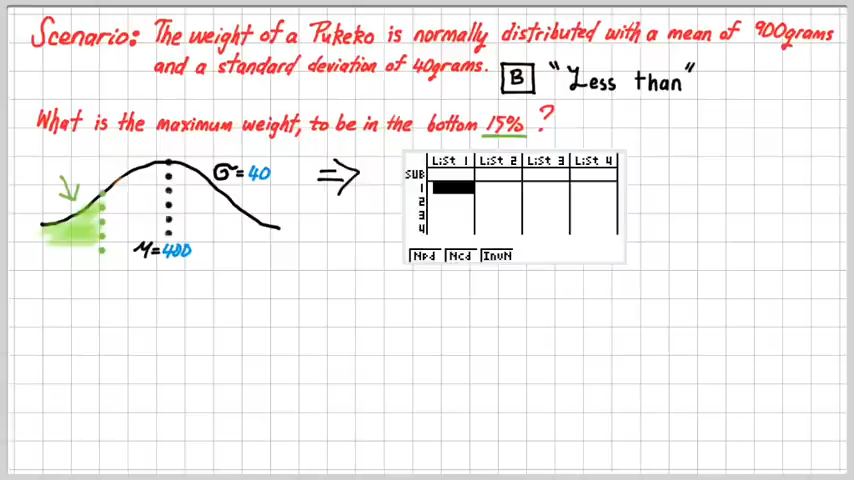 Scenario: The weight of a Pukeko is normally distributed with a mean of 900grams
and a standard deviation of 40grams.
B "Less than"
What is the maximum weight, to be in the bottom 15% ?
σ=40
⇒
List 1 List 2 List 3 List 4
SUB
1
2
3
4
M=400
Npd Ncd InvN